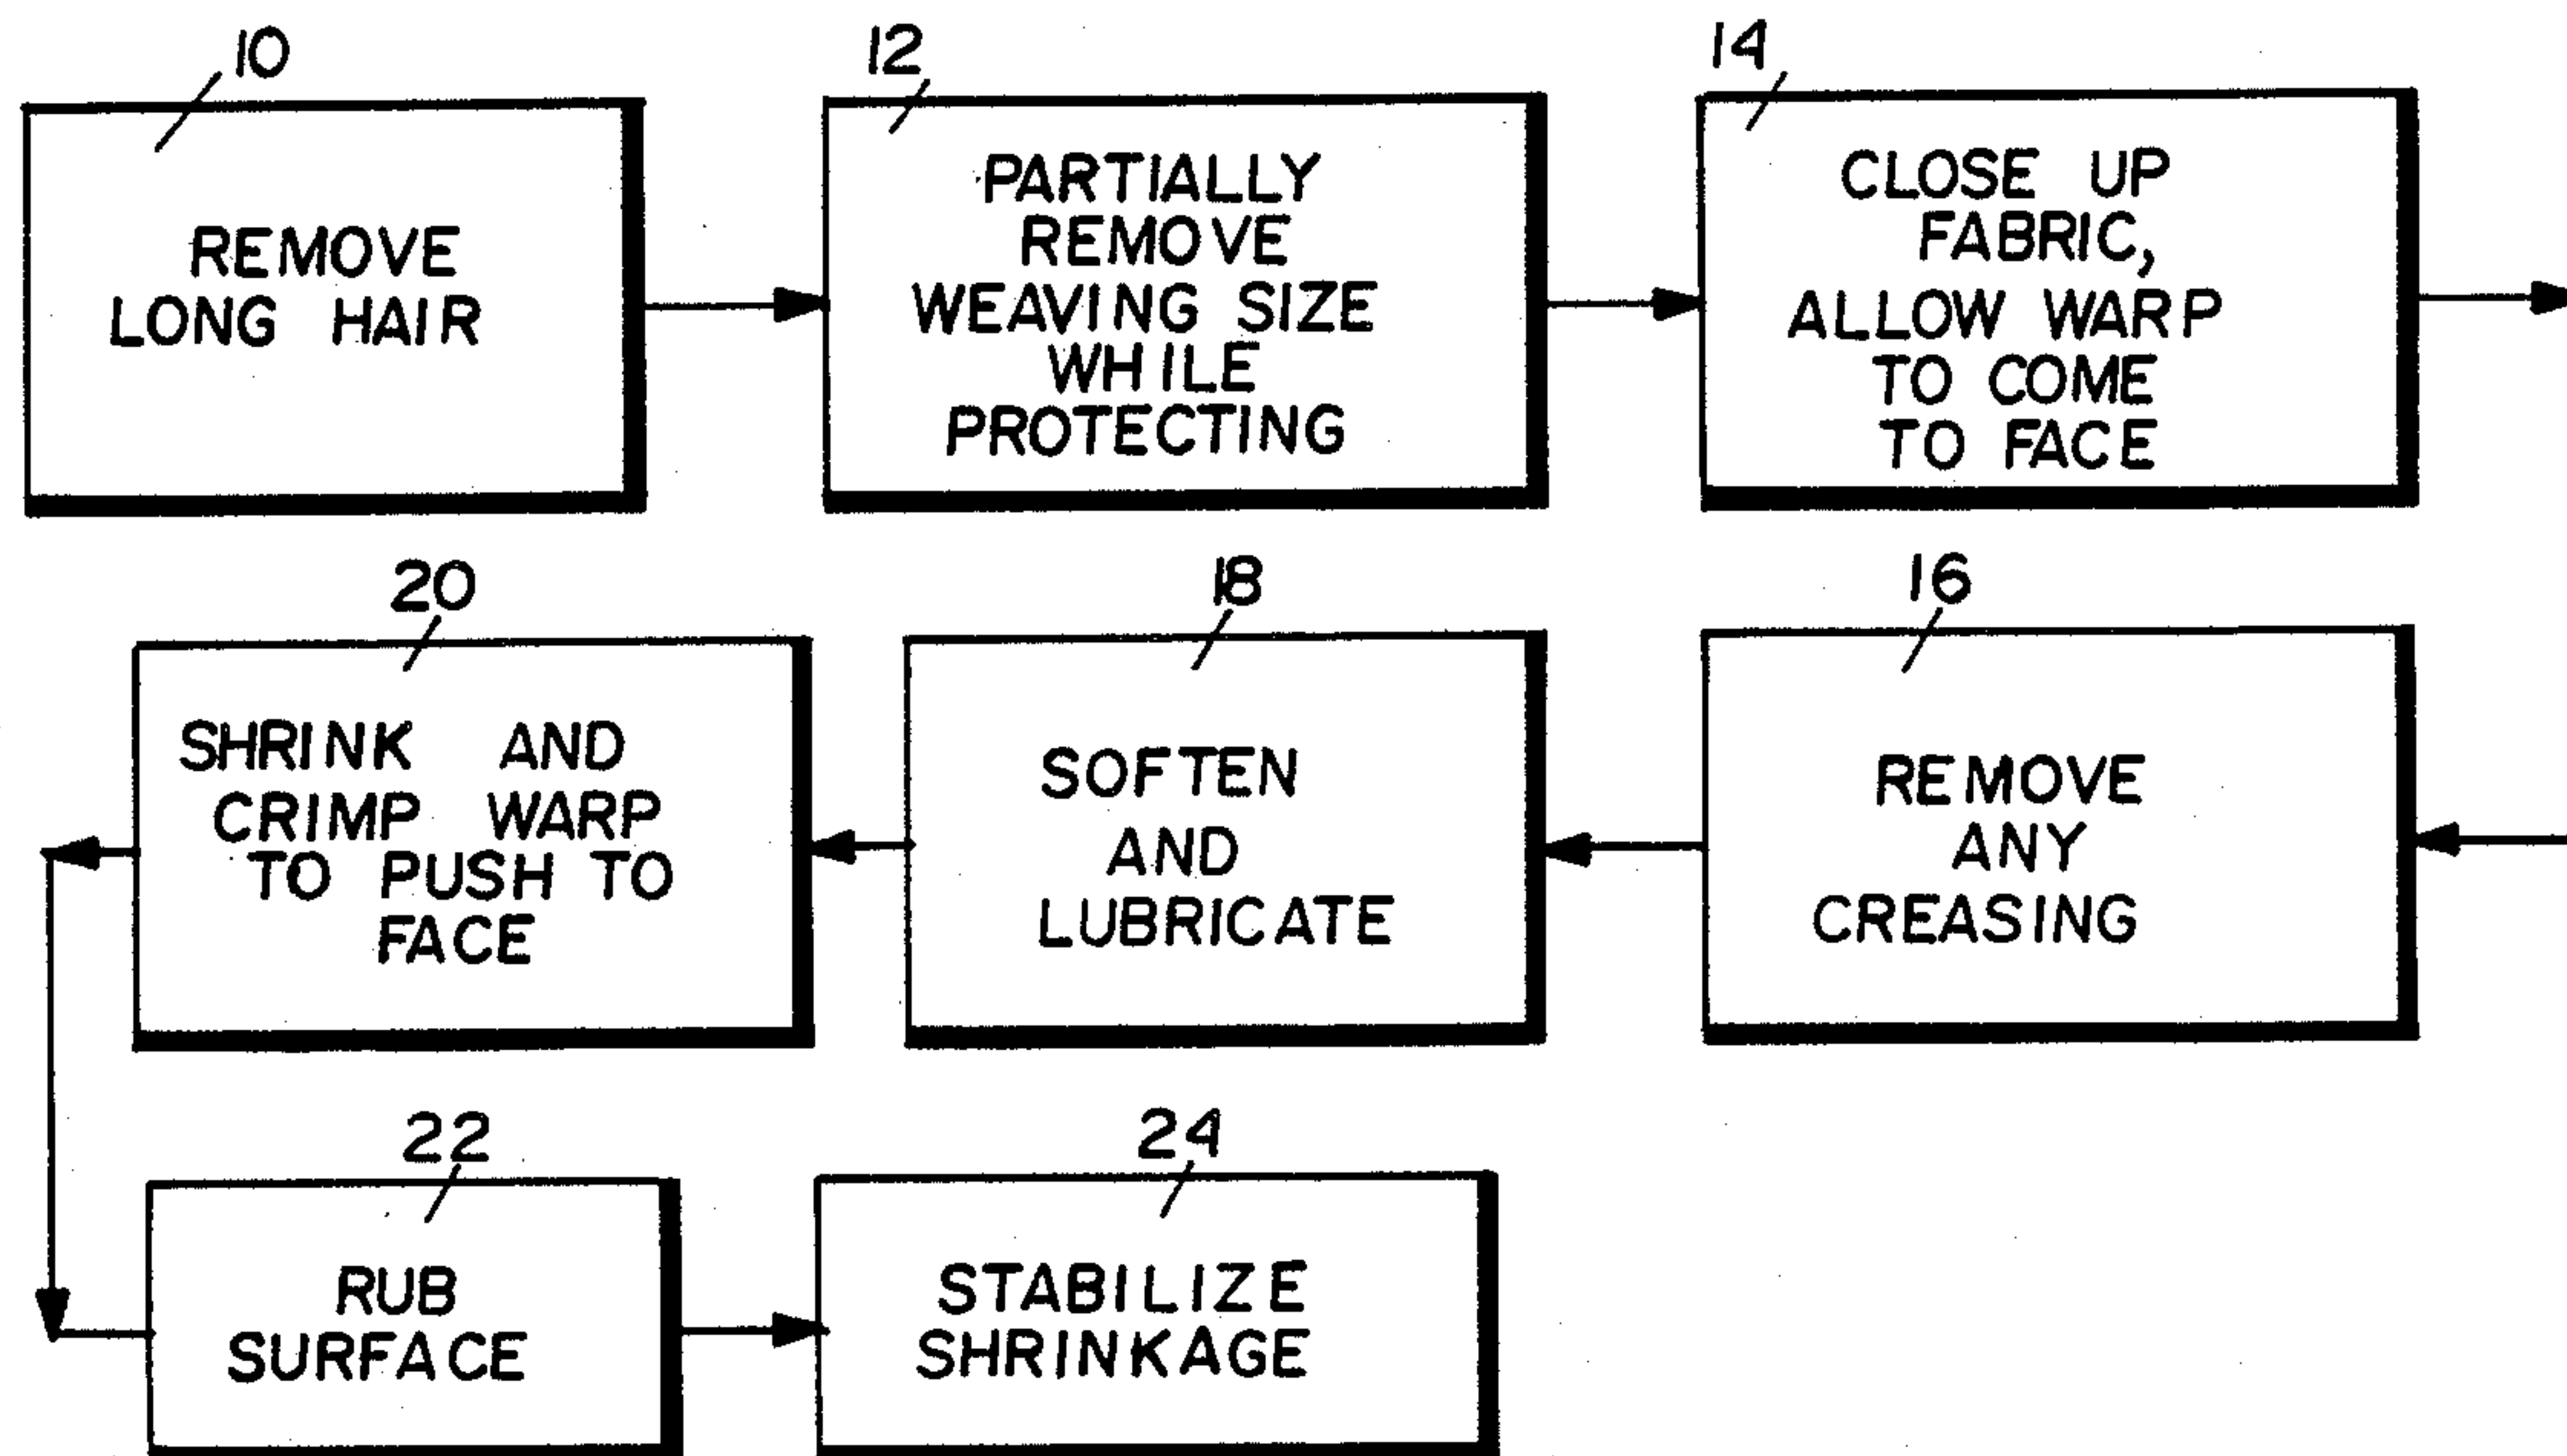 10
REMOVE
LONG HAIR
12
PARTIALLY
REMOVE
WEAVING SIZE
WHILE
PROTECTING
14
CLOSE UP
FABRIC,
ALLOW WARP
TO COME
TO FACE
16
REMOVE
ANY
CREASING
18
SOFTEN
AND
LUBRICATE
20
SHRINK AND
CRIMP WARP
TO PUSH TO
FACE
22
RUB
SURFACE
24
STABILIZE
SHRINKAGE